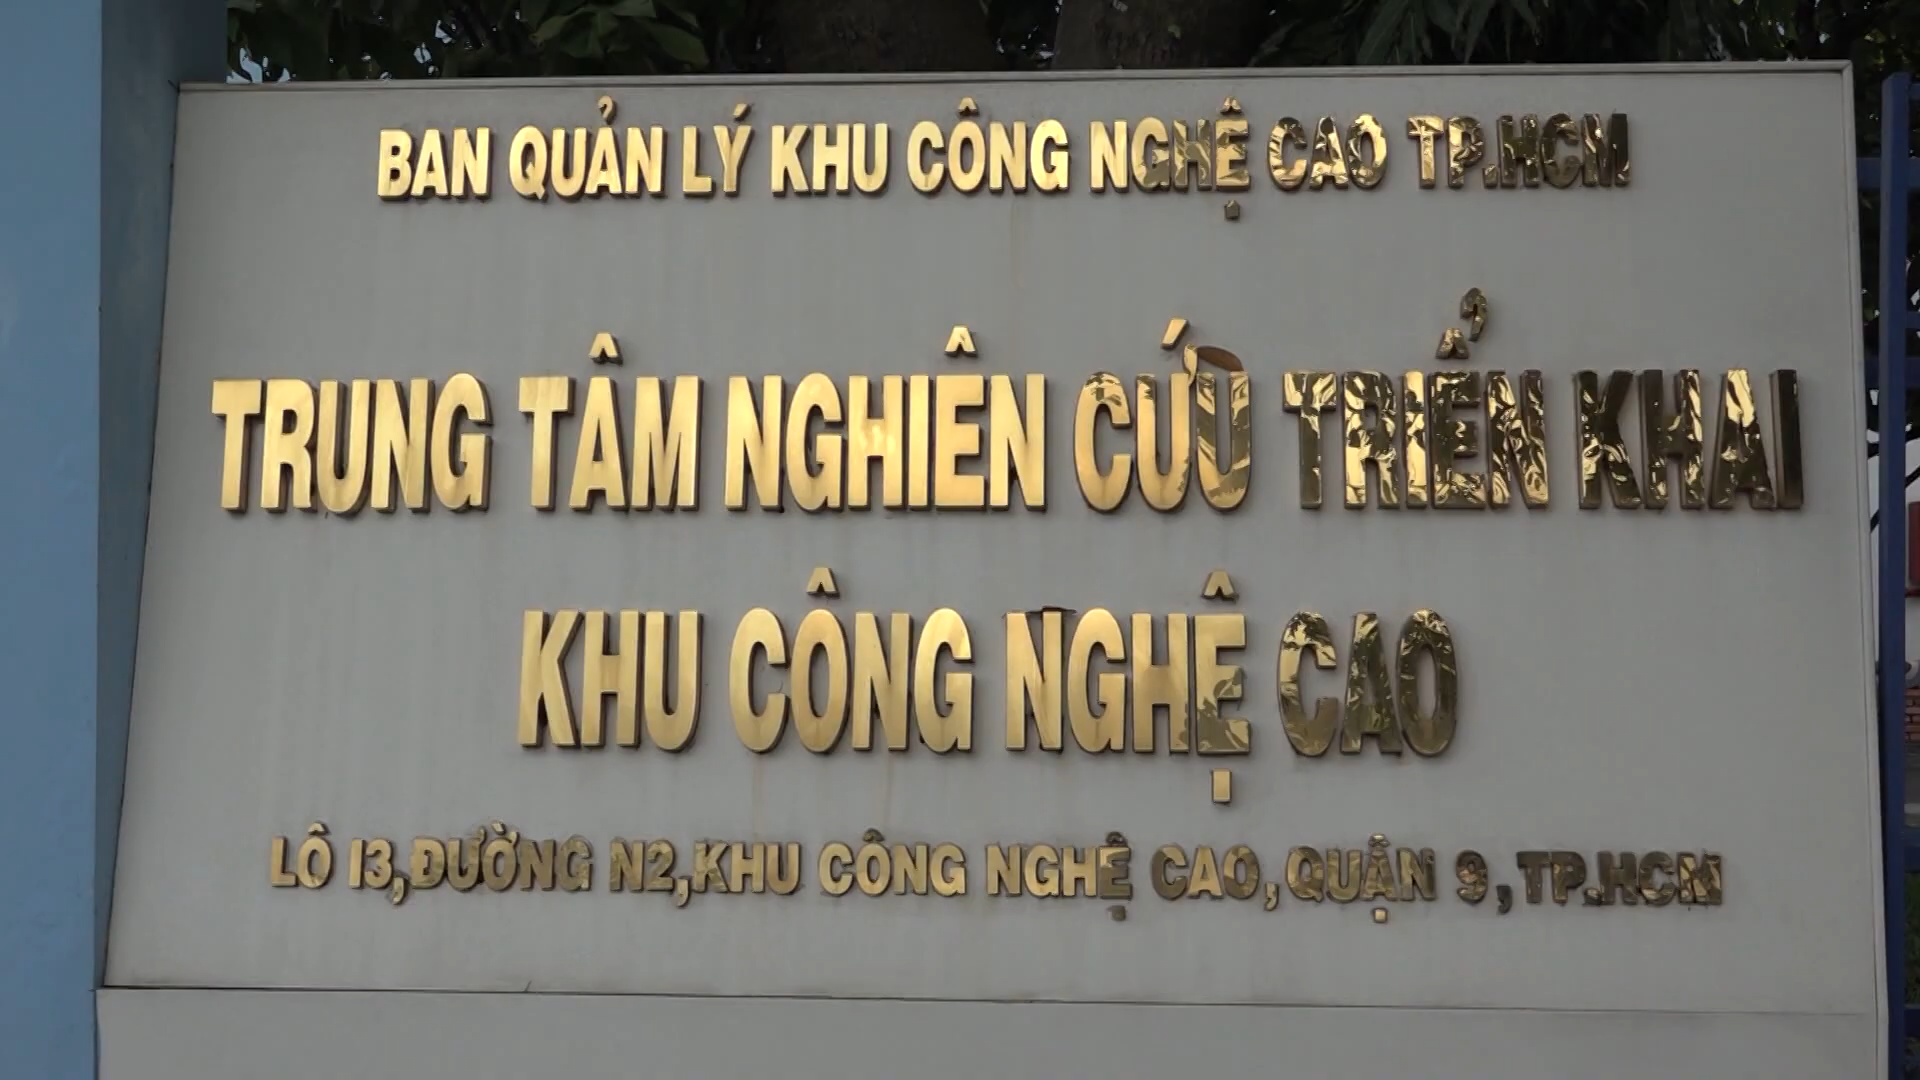 BAN QUẢN LÝ KHU CÔNG NGHỆ CAO TP.HCM
TRUNG TÂM NGHIÊN CỨU TRIỂN KHAI
KHU CÔNG NGHỆ CAO
LÔ I3,ĐƯỜNG N2,KHU CÔNG NGHỆ CAO,QUẬN 9,TP.HCM